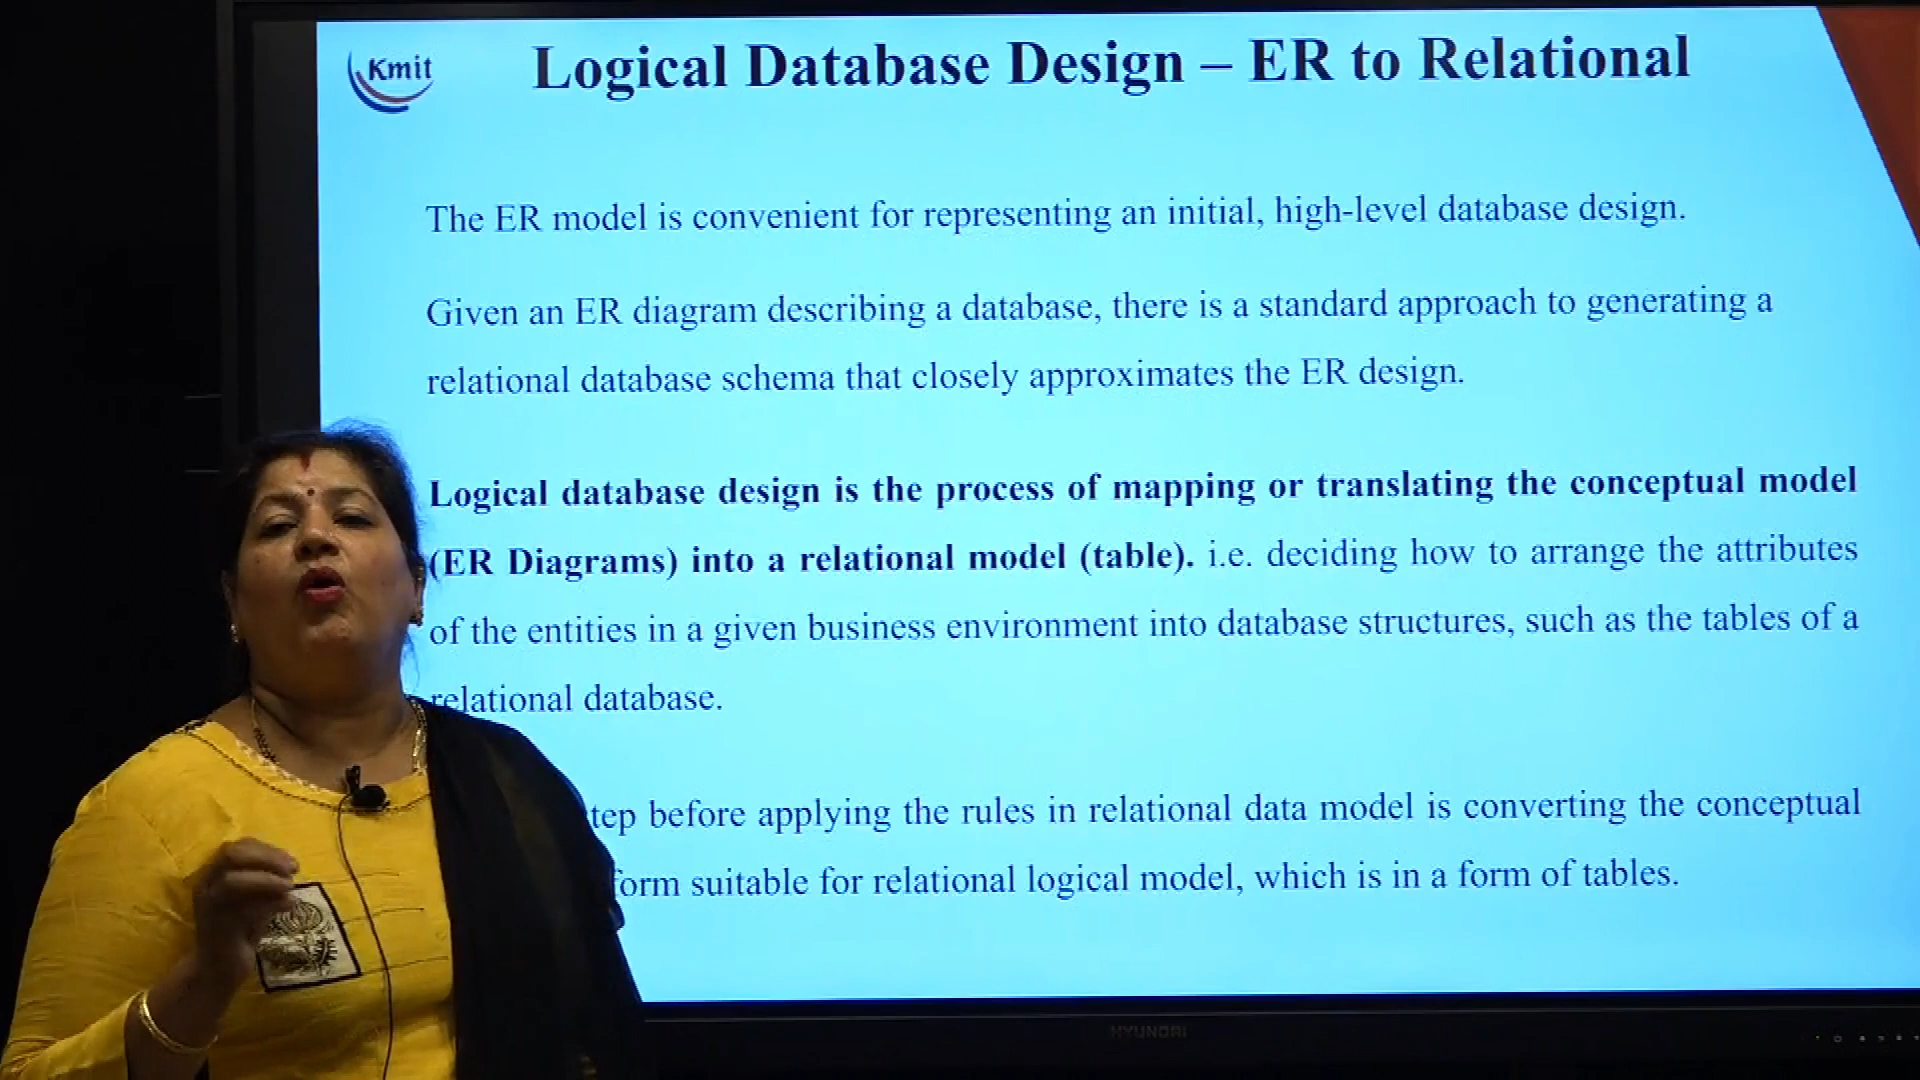 Kmit
Logical Database Design – ER to Relational
The ER model is convenient for representing an initial, high-level database design.
Given an ER diagram describing a database, there is a standard approach to generating a
relational database schema that closely approximates the ER design.
Logical database design is the process of mapping or translating the conceptual model
(ER Diagrams) into a relational model (table). i.e. deciding how to arrange the attributes
of the entities in a given business environment into database structures, such as the tables of a
relational database.
before applying the rules in relational data model is converting the conceptual
form suitable for relational logical model, which is in a form of tables.
HYUNDAI